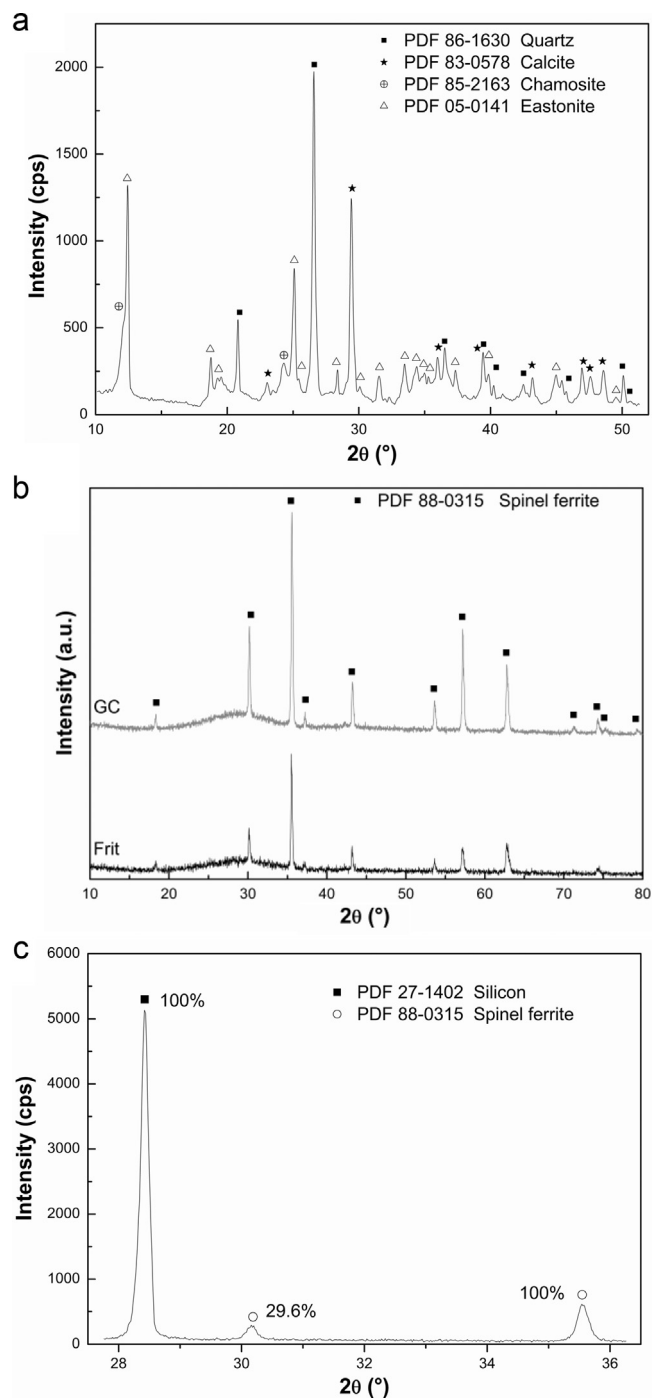 a
PDF 86-1630 Quartz
PDF 83-0578 Calcite
PDF 85-2163 Chamosite
PDF 05-0141 Eastonite
Intensity (cps)
2000
1500
1000
500
0
10 20 30 40 50
2θ (°)
b
PDF 88-0315 Spinel ferrite
Intensity (a.u.)
GC
Frit
10 20 30 40 50 60 70 80
2θ (°)
c
PDF 27-1402 Silicon
PDF 88-0315 Spinel ferrite
100%
29.6%
100%
Intensity (cps)
6000
5000
4000
3000
2000
1000
0
28 30 32 34 36
2θ (°)